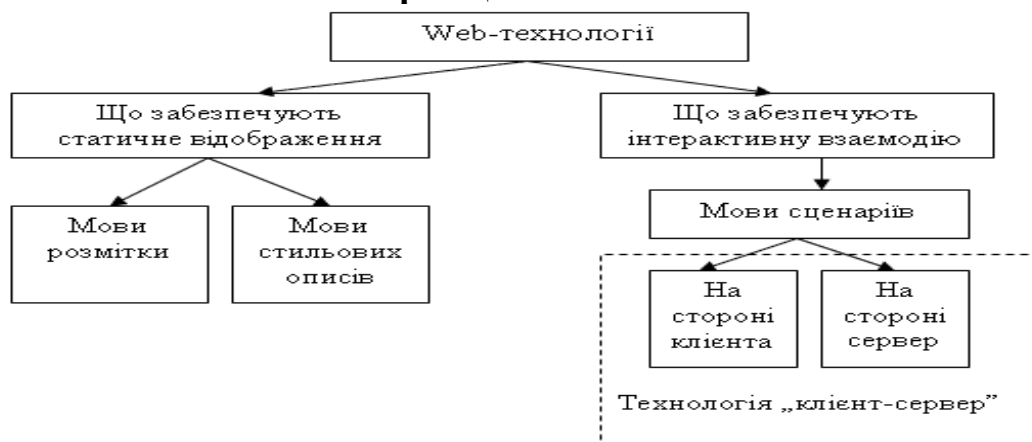 Web-технології
Що забезпечують
статичне відображення
Що забезпечують
інтерактивну взаємодію
Мови
розмітки
Мови
стильових
описів
Мови сценаріїв
На
стороні
клієнта
На
стороні
сервер
Технологія „клієнт-сервер”